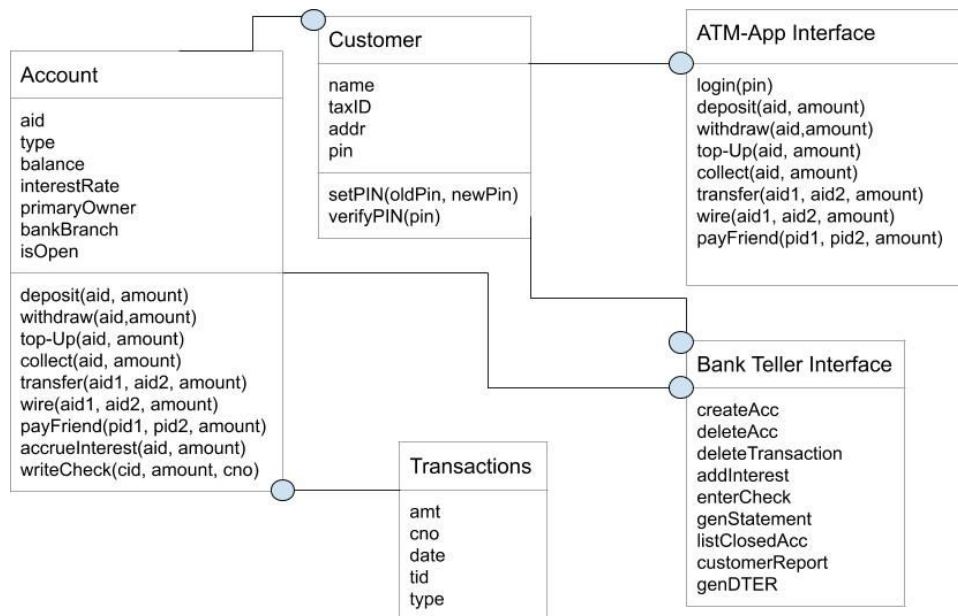 Account
aid
type
balance
interestRate
primaryOwner
bankBranch
isOpen
deposit(aid, amount)
withdraw(aid,amount)
top-Up(aid, amount)
collect(aid, amount)
transfer(aid1, aid2, amount)
wire(aid1, aid2, amount)
payFriend(pid1, pid2, amount)
accrueInterest(aid, amount)
writeCheck(cid, amount, cno)
Customer
name
taxID
addr
pin
setPIN(oldPin, newPin)
verifyPIN(pin)
ATM-App Interface
login(pin)
deposit(aid, amount)
withdraw(aid,amount)
top-Up(aid, amount)
collect(aid, amount)
transfer(aid1, aid2, amount)
wire(aid1, aid2, amount)
payFriend(pid1, pid2, amount)
Transactions
amt
cno
date
tid
type
Bank Teller Interface
createAcc
deleteAcc
deleteTransaction
addInterest
enterCheck
genStatement
listClosedAcc
customerReport
genDTER